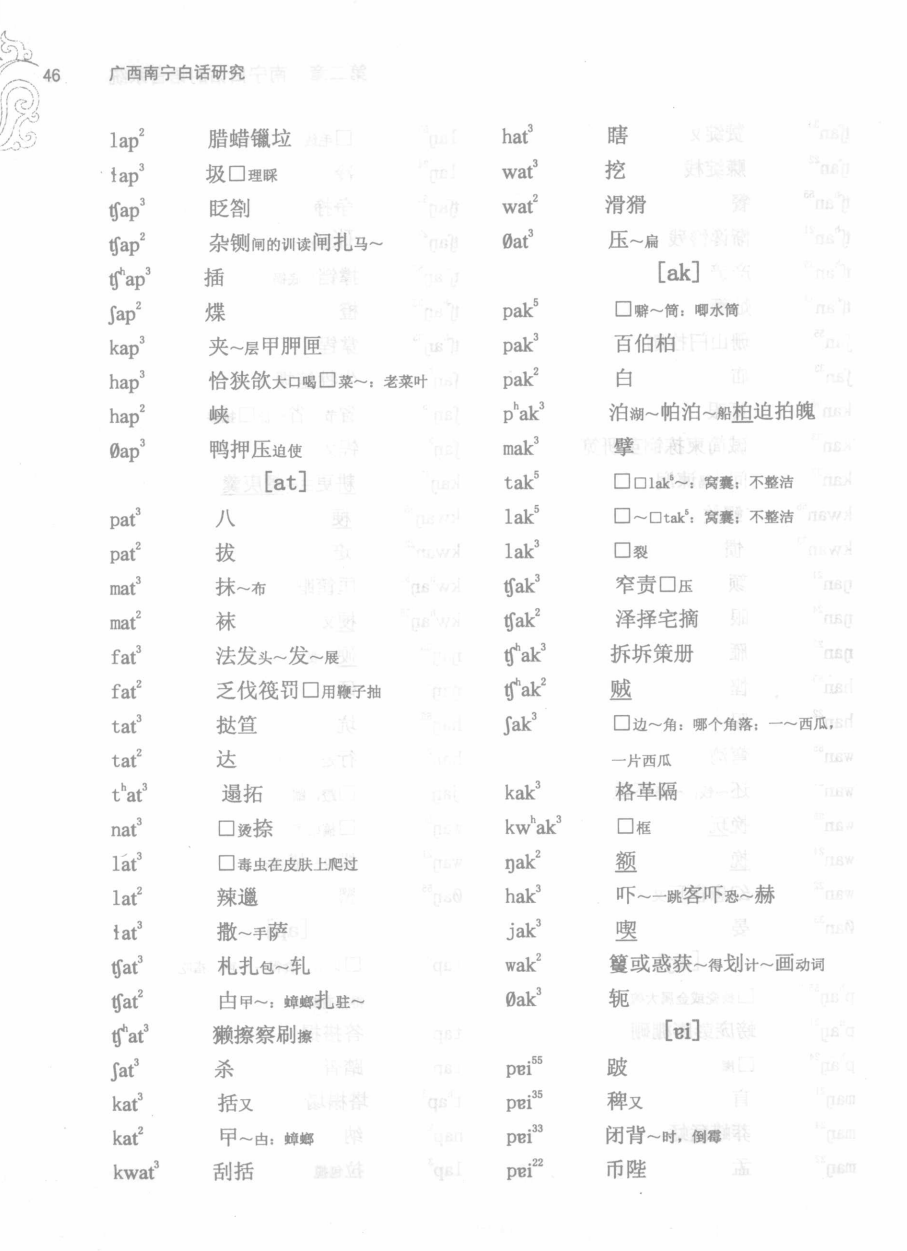 46 广西南宁白话研究
lap² 腊蜡镴垃
ɬap³ 圾□理睬
ʧap³ 眨劄
ʧap² 杂铡闸的训读闸扎马～
ʧʰap³ 插
ʃap² 煠
kap³ 夹～层甲胛匣
hap³ 恰狭欱大口喝□菜～：老菜叶
hap² 峡
Øap³ 鸭押压迫使
[at]
pat³ 八
pat² 拔
mat³ 抹～布
mat² 袜
fat³ 法发头～发～展
fat² 乏伐筏罚□用鞭子抽
tat³ 挞笪
tat² 达
tʰat³ 遢拓
nat³ □烫捺
lat³ □毒虫在皮肤上爬过
lat² 辣邋
ɬat³ 撒～手萨
ʧat³ 札扎包～轧
ʧat² 甴曱～：蟑螂扎驻～
ʧʰat³ 獭擦察刷擦
ʃat³ 杀
kat³ 括又
kat² 曱～甴：蟑螂
kwat³ 刮括
hat³ 瞎
wat³ 挖
wat² 滑猾
Øat³ 压～扁
[ak]
pak⁵ □噼～筒：唧水筒
pak³ 百伯柏
pak² 白
pʰak³ 泊湖～帕泊～船柏迫拍魄
mak³ 擘
tak⁵ □□lak⁵～：窝囊；不整洁
lak⁵ □～□tak⁵：窝囊；不整洁
lak³ □裂
ʧak³ 窄责□压
ʧak² 泽择宅摘
ʧʰak³ 拆坼策册
ʧʰak² 贼
ʃak³ □边～角：哪个角落；一～西瓜，
一片西瓜
kak³ 格革隔
kwʰak³ □框
ŋak² 额
hak³ 吓～一跳客吓恐～赫
jak³ 喫
wak² 籰或惑获～得划计～画动词
Øak³ 轭
[ɐi]
pɐi⁵⁵ 跛
pɐi³⁵ 稗又
pɐi³³ 闭背～时，倒霉
pɐi²² 币陛